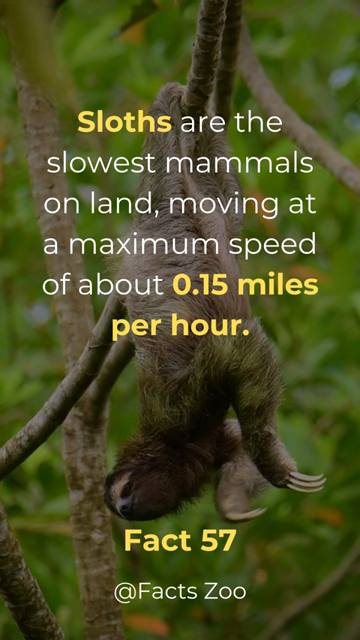 Sloths are the
slowest mammals
on land, moving at
a maximum speed
of about 0.15 miles
per hour.
Fact 57
@Facts Zoo